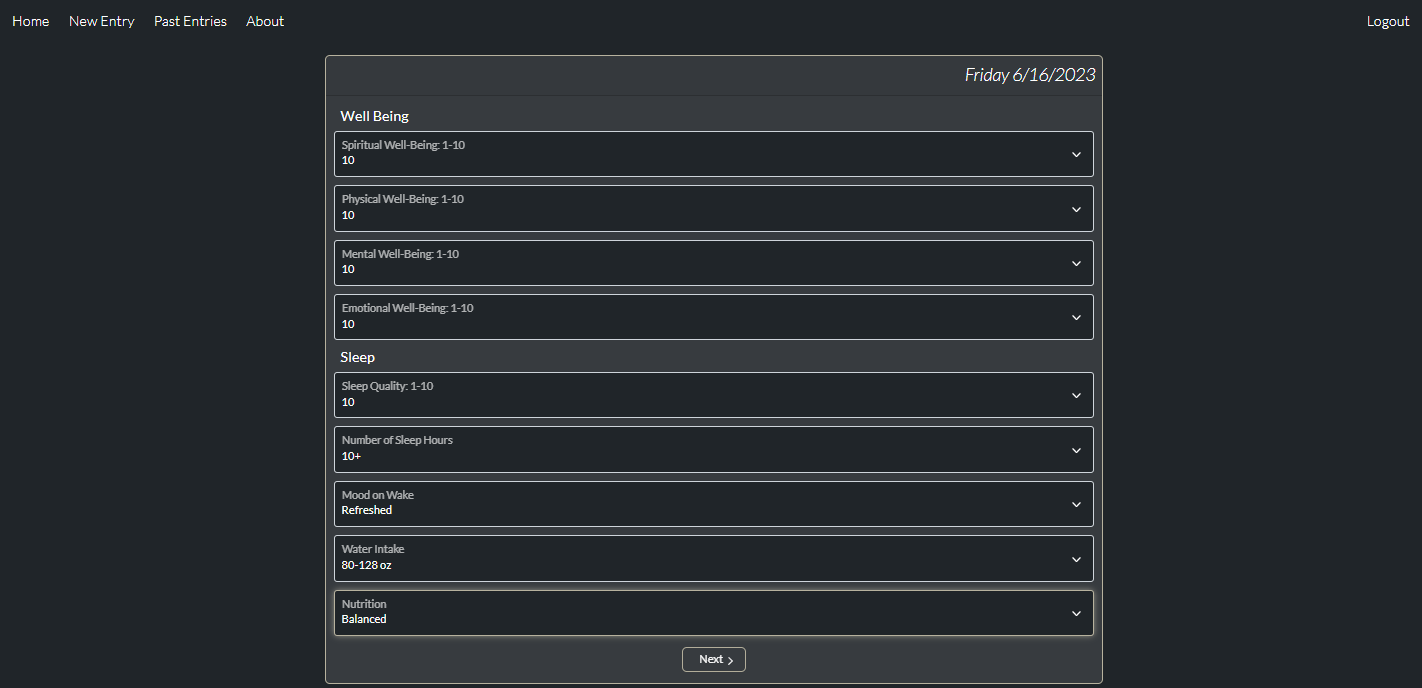 Home New Entry Past Entries About Logout
Friday 6/16/2023
Well Being
Spiritual Well-Being: 1-10
10
Physical Well-Being: 1-10
10
Mental Well-Being: 1-10
10
Emotional Well-Being: 1-10
10
Sleep
Sleep Quality: 1-10
10
Number of Sleep Hours
10+
Mood on Wake
Refreshed
Water Intake
80-128 oz
Nutrition
Balanced
Next